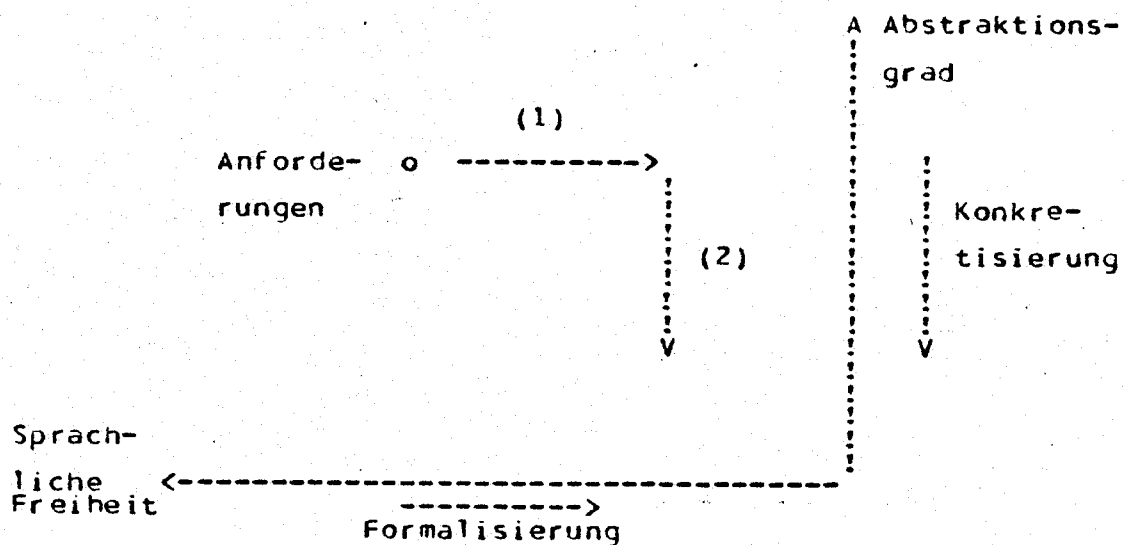 A Abstraktions-
grad
(1)
Anforde- o ----------->
rungen
(2)
Konkre-
tisierung
V
V
Sprach-
liche <------------------------------------
Freiheit
----------->
Formalisierung